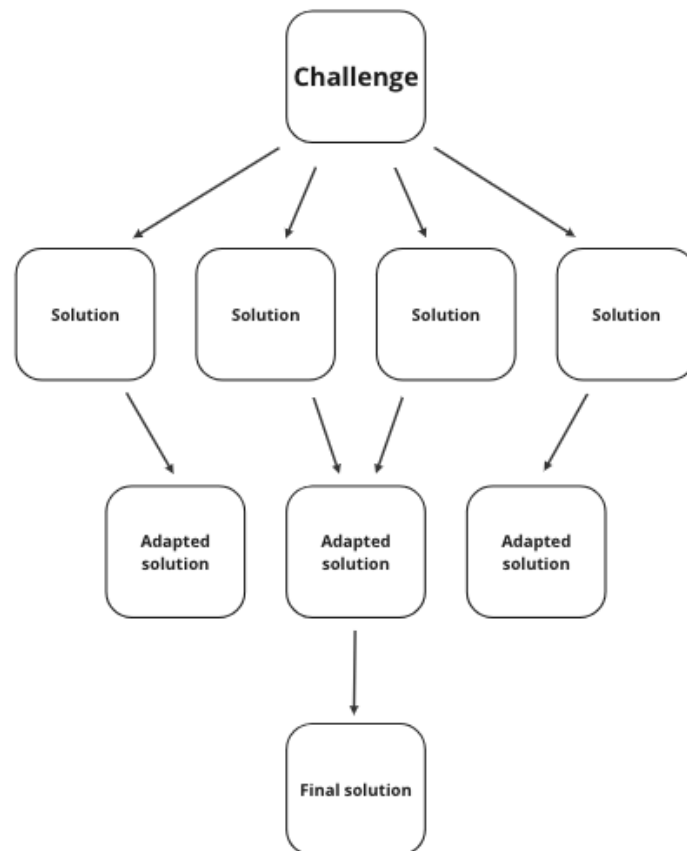 Challenge
Solution
Solution
Solution
Solution
Adapted
solution
Adapted
solution
Adapted
solution
Final solution